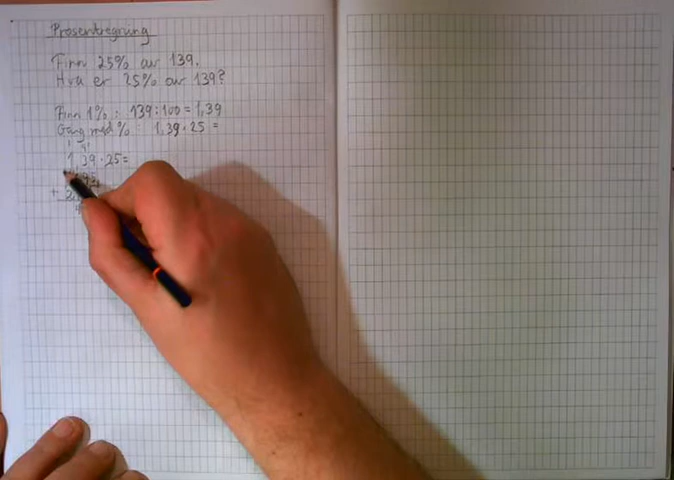 Prosentregning
Finn 25% av 139.
Hva er 25% av 139?
Finn 1% : 139:100 = 1,39
Gang med % : 1,39 · 25 =
1,39 · 25 =
+ 2